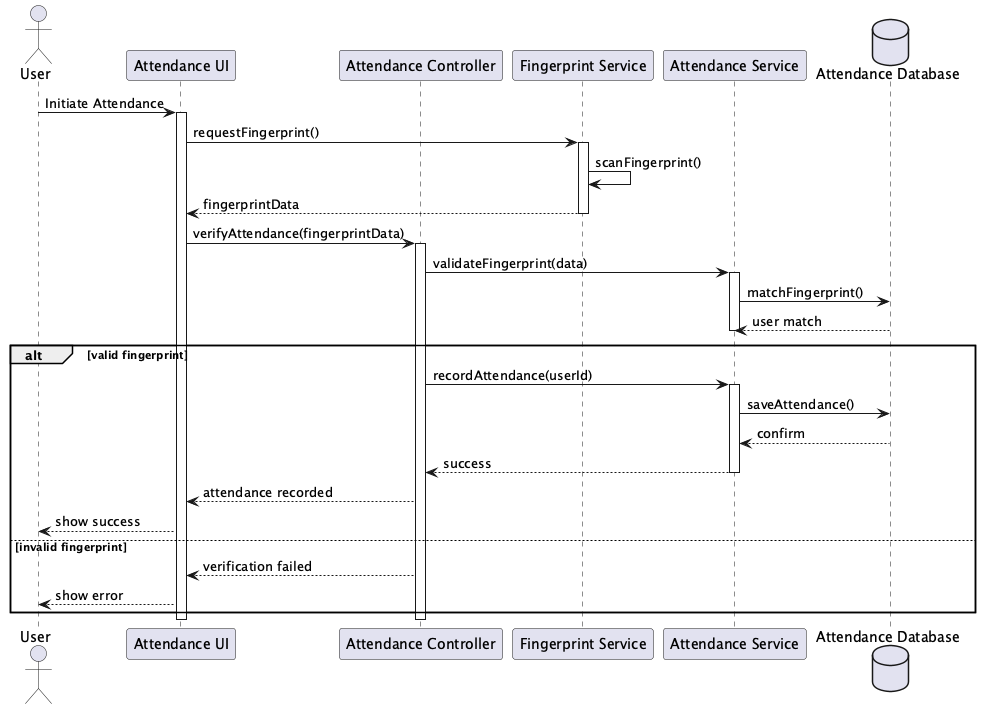 User
Attendance UI
Attendance Controller
Fingerprint Service
Attendance Service
Attendance Database
Initiate Attendance
requestFingerprint()
scanFingerprint()
fingerprintData
verifyAttendance(fingerprintData)
validateFingerprint(data)
matchFingerprint()
user match
alt
[valid fingerprint]
recordAttendance(userId)
saveAttendance()
confirm
success
attendance recorded
show success
[invalid fingerprint]
verification failed
show error
User
Attendance UI
Attendance Controller
Fingerprint Service
Attendance Service
Attendance Database